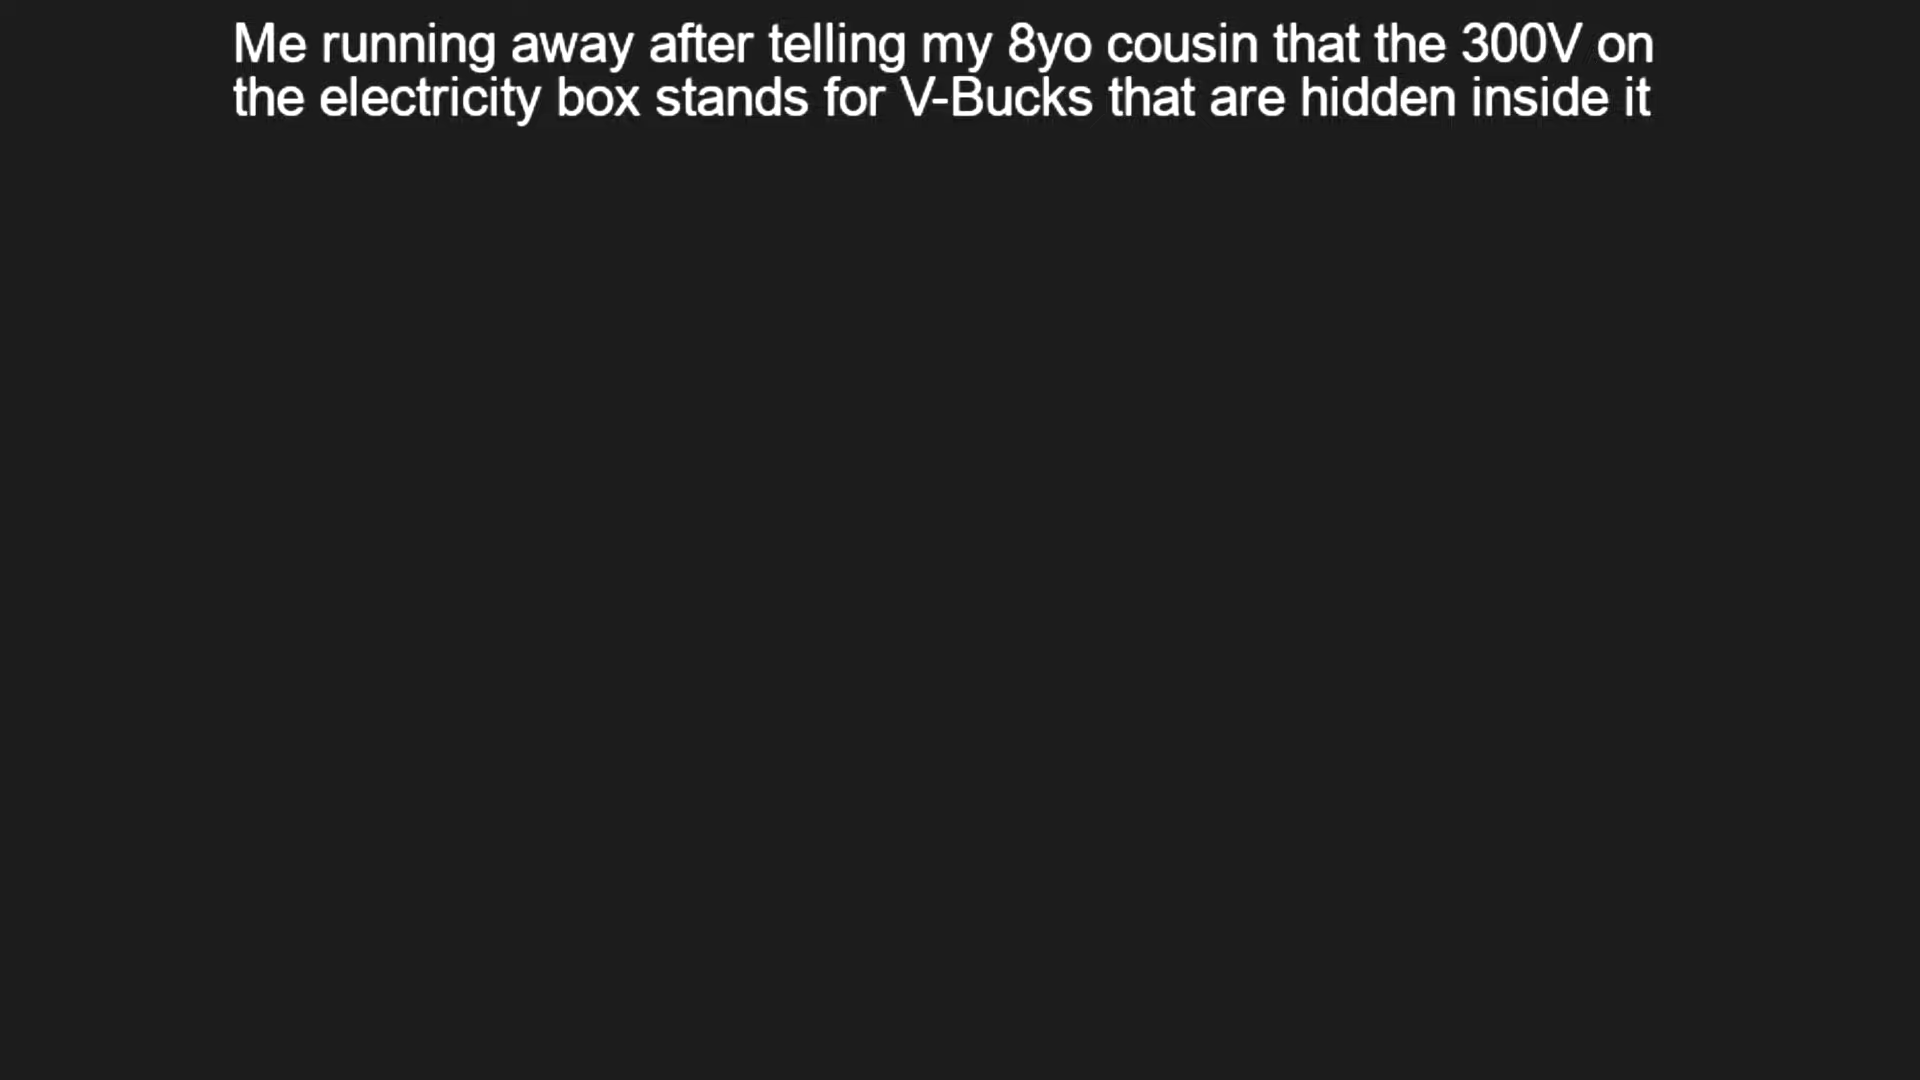 Me running away after telling my 8yo cousin that the 300V on
the electricity box stands for V-Bucks that are hidden inside it